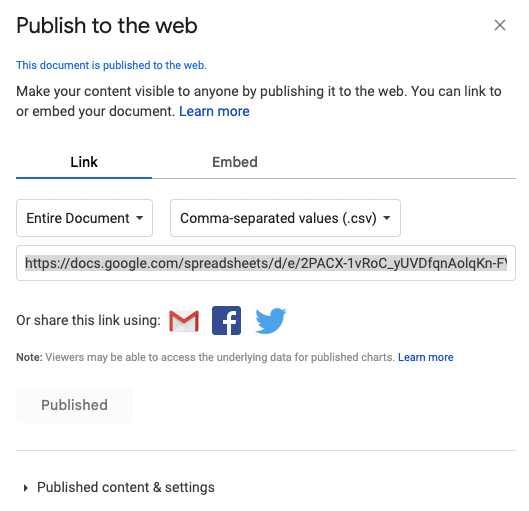 Publish to the web
This document is published to the web.
Make your content visible to anyone by publishing it to the web. You can link to
or embed your document. Learn more
Link Embed
Entire Document Comma-separated values (.csv)
https://docs.google.com/spreadsheets/d/e/2PACX-1vRoC_yUVDfqnAolqKn-F
Or share this link using:
Note: Viewers may be able to access the underlying data for published charts. Learn more
Published
Published content & settings